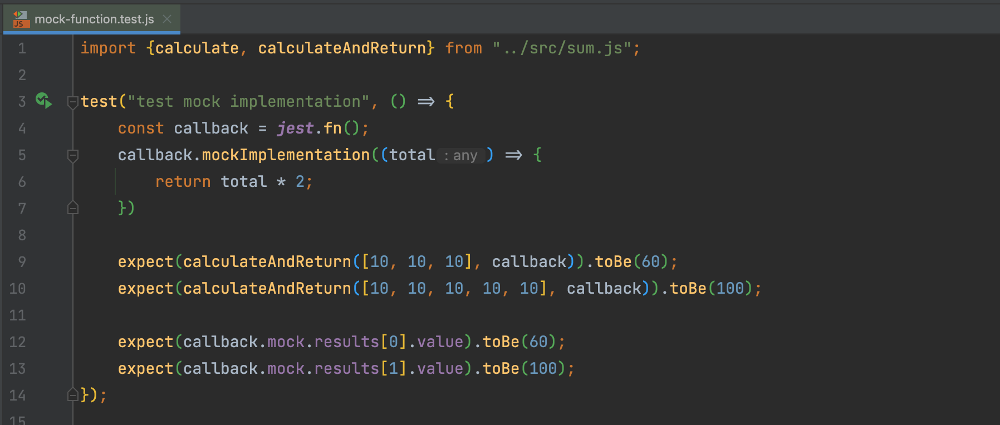 mock-function.test.js
JS
1 import {calculate, calculateAndReturn} from "../src/sum.js";
2
3 test("test mock implementation", () => {
4 const callback = jest.fn();
5 callback.mockImplementation((total : any ) => {
6 return total * 2;
7 })
8
9 expect(calculateAndReturn([10, 10, 10], callback)).toBe(60);
10 expect(calculateAndReturn([10, 10, 10, 10, 10], callback)).toBe(100);
11
12 expect(callback.mock.results[0].value).toBe(60);
13 expect(callback.mock.results[1].value).toBe(100);
14 });
15